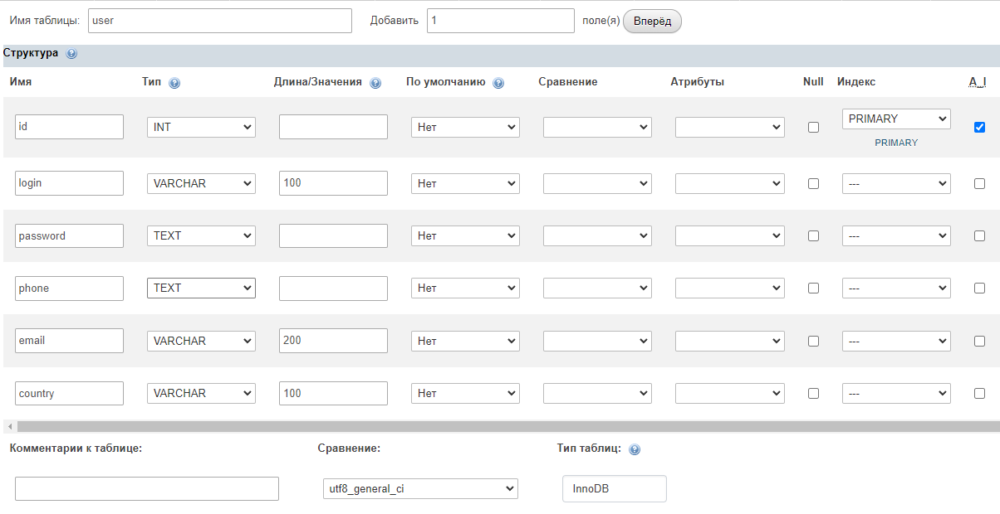 Имя таблицы: user Добавить 1 поле(я) Вперёд
Структура
Имя Тип Длина/Значения По умолчанию Сравнение Атрибуты Null Индекс A_I
id INT Нет PRIMARY
PRIMARY
login VARCHAR 100 Нет ---
password TEXT Нет ---
phone TEXT Нет ---
email VARCHAR 200 Нет ---
country VARCHAR 100 Нет ---
Комментарии к таблице: Сравнение: Тип таблиц:
utf8_general_ci InnoDB